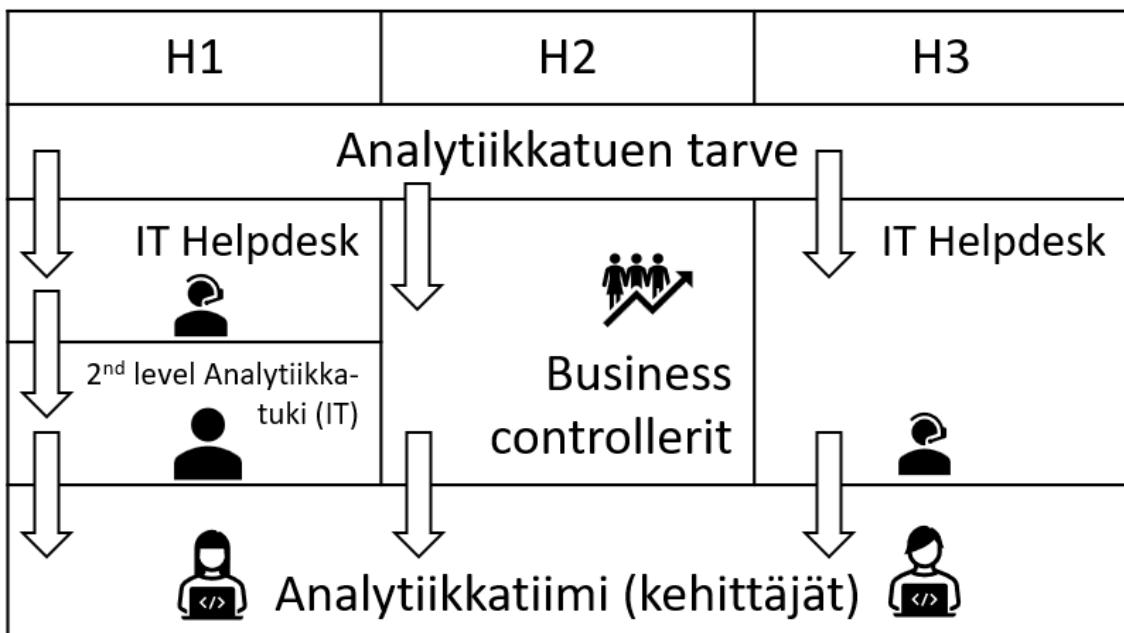 H1
H2
H3
Analytiikkatuen tarve
IT Helpdesk
2nd level Analytiikka-
tuki (IT)
Business
controllerit
IT Helpdesk
Analytiikkatiimi (kehittäjät)
</>
</>